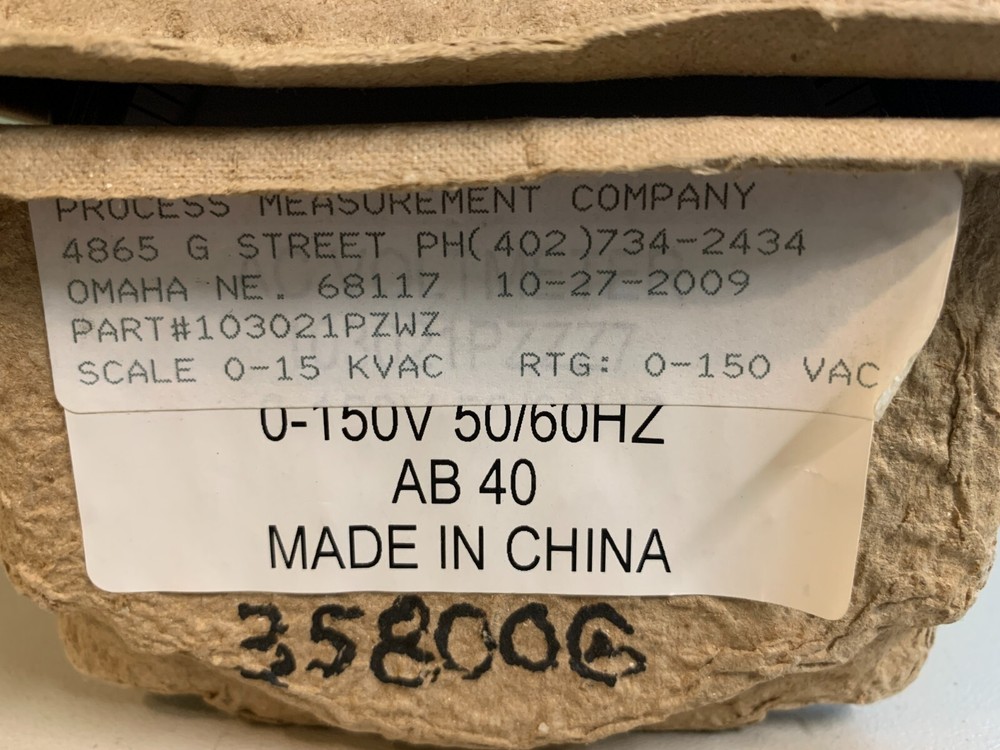 PROCESS MEASUREMENT COMPANY
4865 G STREET PH(402)734-2434
OMAHA NE. 68117 10-27-2009
PART#103021PZWZ
SCALE 0-15 KVAC RTG: 0-150 VAC
0-150V 50/60HZ
AB 40
MADE IN CHINA